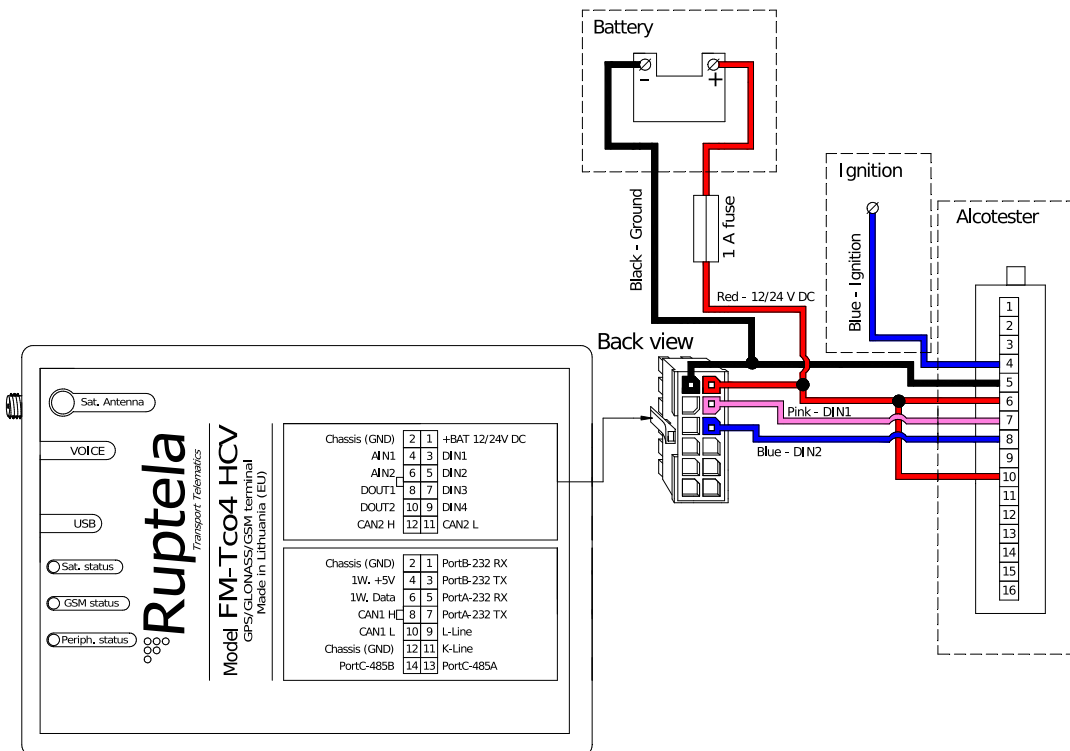 Battery
-
+
Ignition
Alcotester
Black - Ground
1 A fuse
Red - 12/24 V DC
Blue - Ignition
Back view
Pink - DIN1
Blue - DIN2
1
2
3
4
5
6
7
8
9
10
11
12
13
14
15
16
Sat. Antenna
VOICE
USB
Sat. status
GSM status
Periph. status
Ruptela
Transport Telematics
Model FM-Tco4 HCV
GPS/GLONASS/GSM terminal
Made in Lithuania (EU)
Chassis (GND) 2 1 +BAT 12/24V DC
AIN1 4 3 DIN1
AIN2 6 5 DIN2
DOUT1 8 7 DIN3
DOUT2 10 9 DIN4
CAN2 H 12 11 CAN2 L
Chassis (GND) 2 1 PortB-232 RX
1W. +5V 4 3 PortB-232 TX
1W. Data 6 5 PortA-232 RX
CAN1 H 8 7 PortA-232 TX
CAN1 L 10 9 L-Line
Chassis (GND) 12 11 K-Line
PortC-485B 14 13 PortC-485A